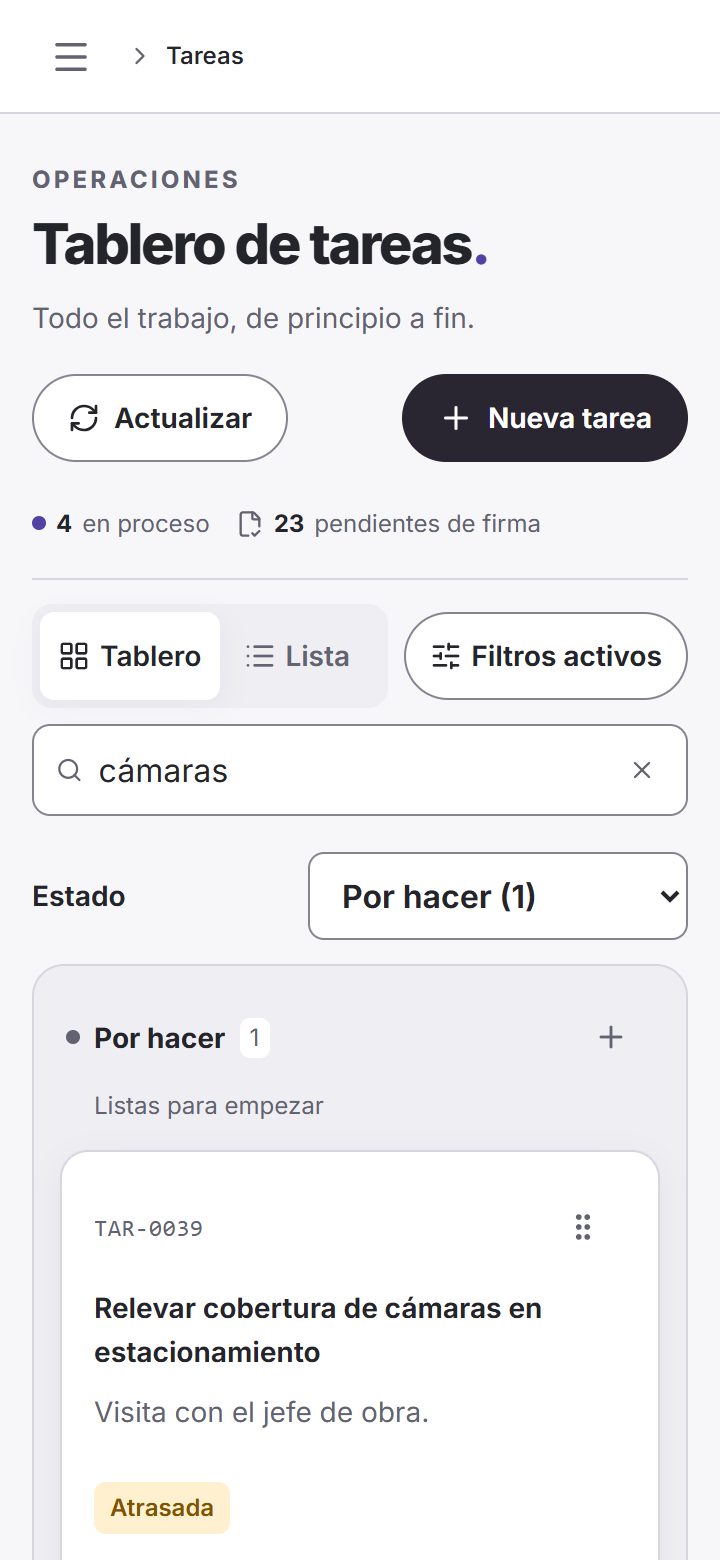 Tareas
OPERACIONES
Tablero de tareas.
Todo el trabajo, de principio a fin.
Actualizar
Nueva tarea
4 en proceso 23 pendientes de firma
Tablero Lista Filtros activos
cámaras
Estado Por hacer (1)
Por hacer 1
Listas para empezar
TAR-0039
Relevar cobertura de cámaras en
estacionamiento
Visita con el jefe de obra.
Atrasada